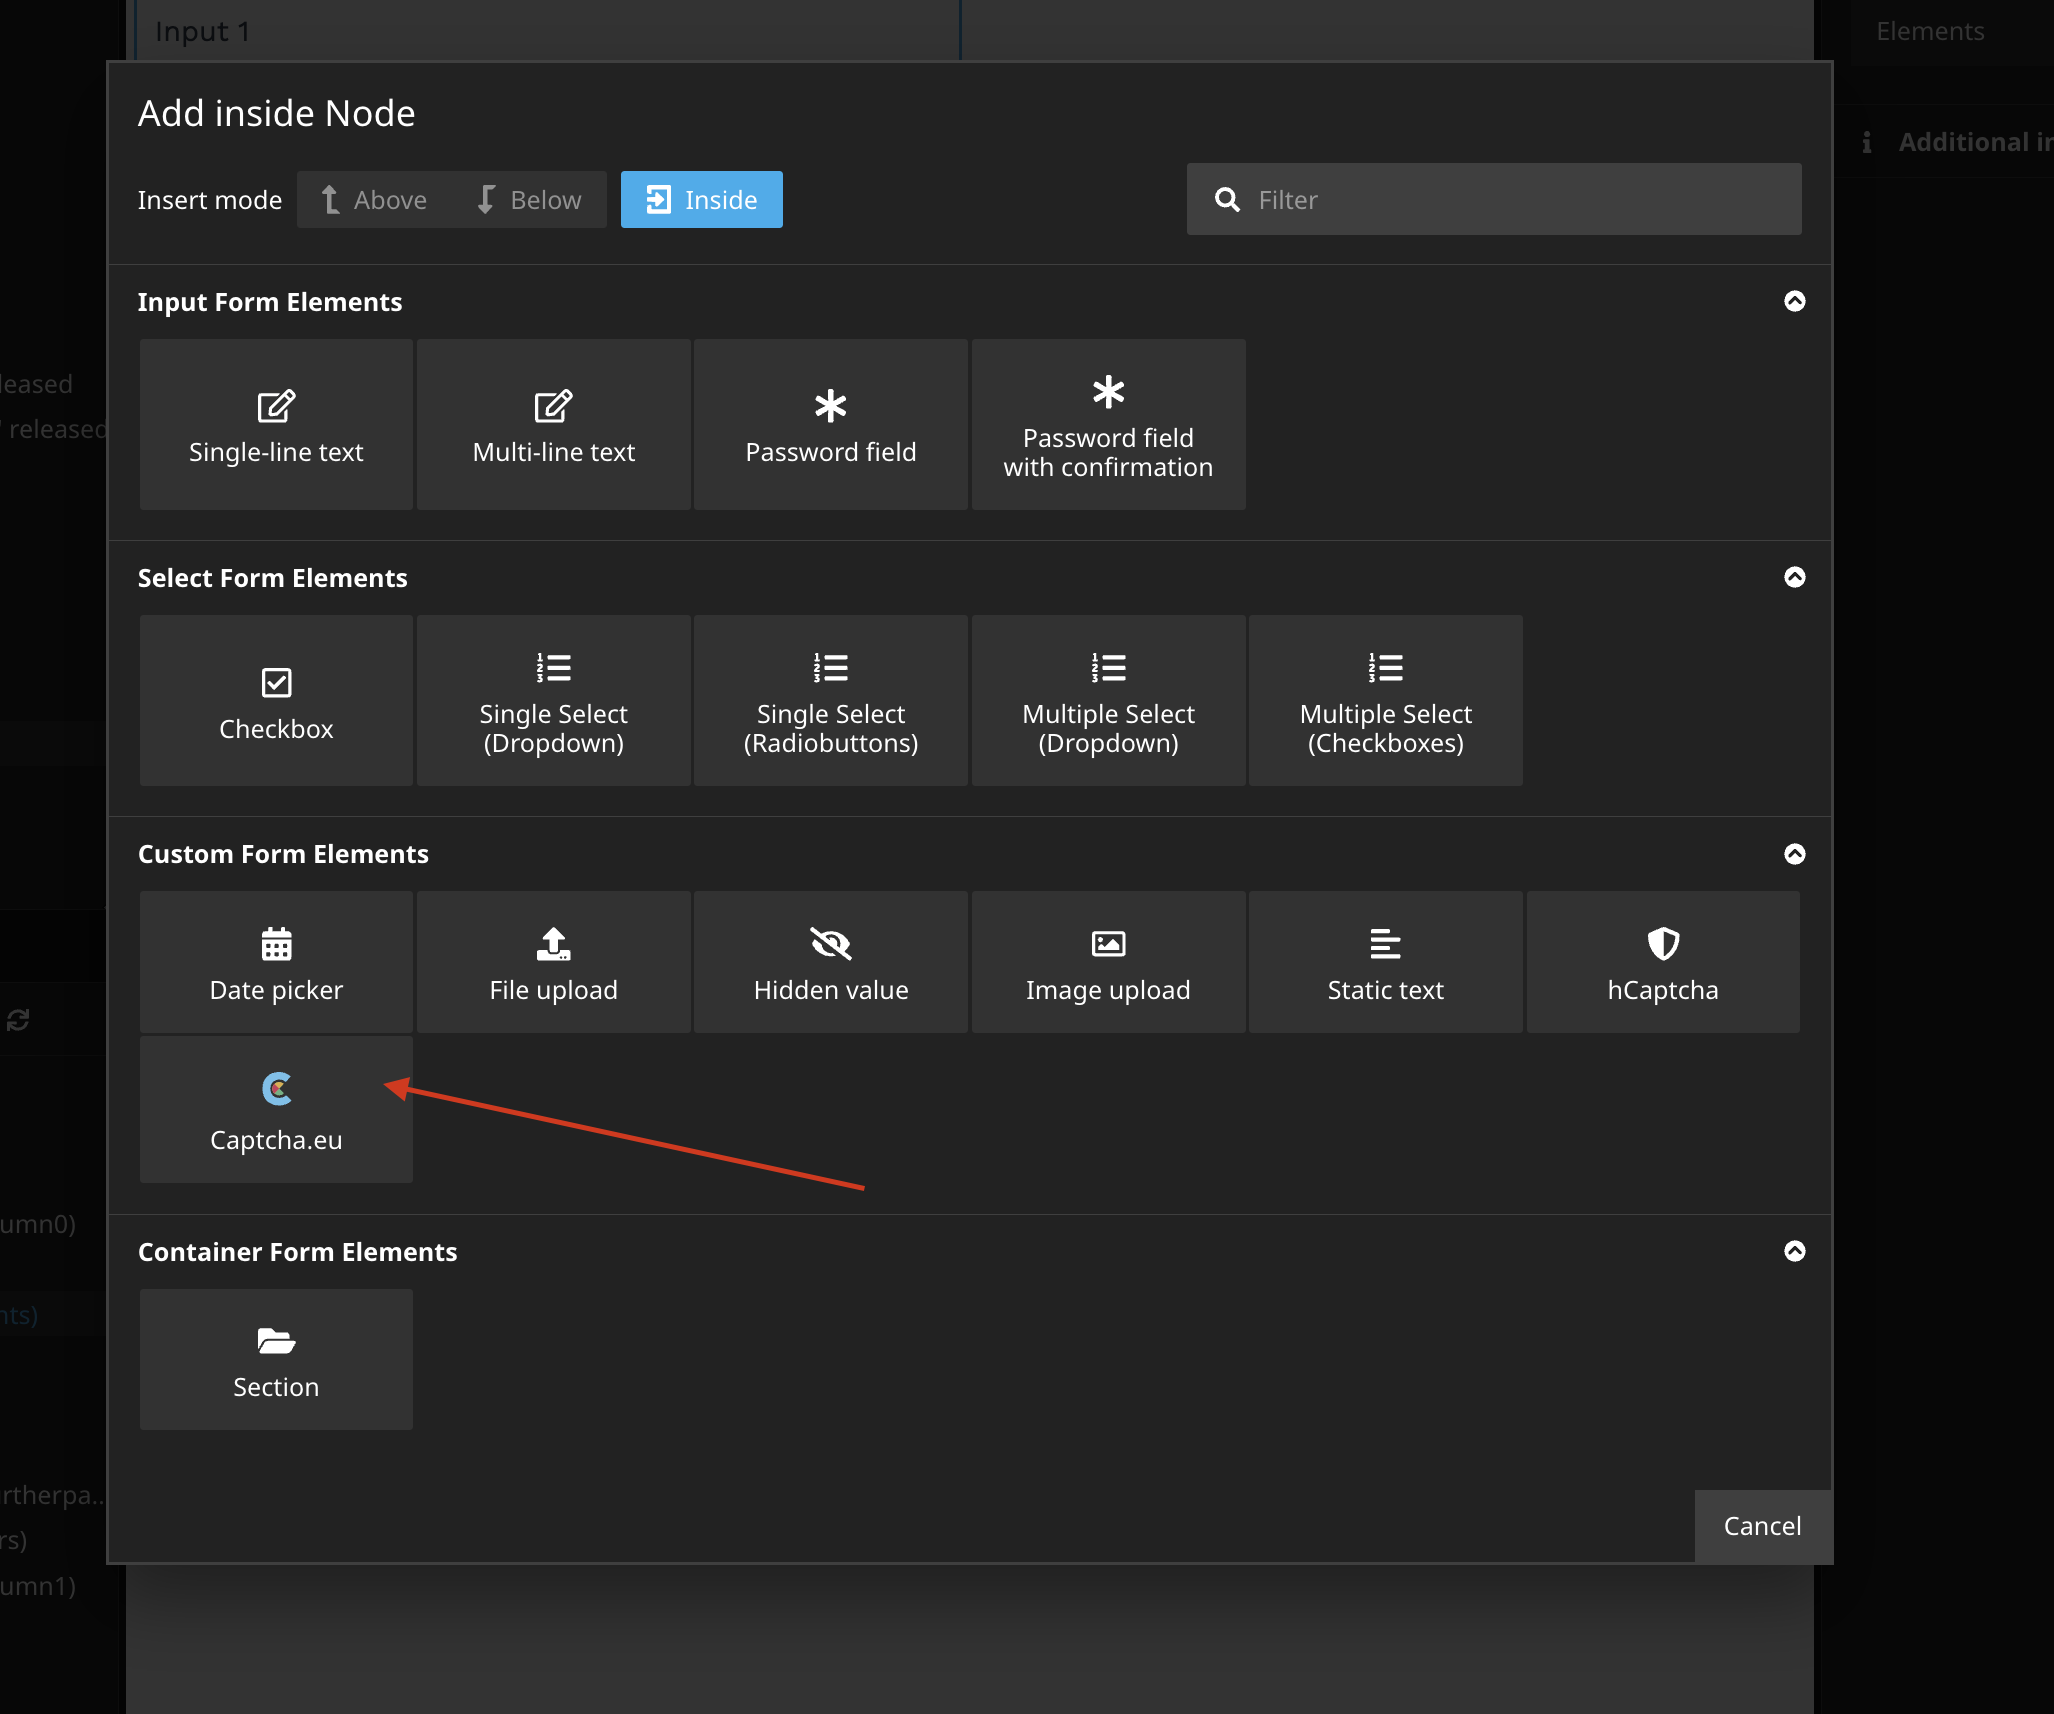 Input 1
Elements
Additional
Add inside Node
Insert mode
Above
Below
Inside
Filter
Input Form Elements
Single-line text
Multi-line text
Password field
Password field
with confirmation
Select Form Elements
Checkbox
Single Select
(Dropdown)
Single Select
(Radiobuttons)
Multiple Select
(Dropdown)
Multiple Select
(Checkboxes)
Custom Form Elements
Date picker
File upload
Hidden value
Image upload
Static text
hCaptcha
Captcha.eu
Container Form Elements
Section
Cancel
leased
released
umn0)
nts)
rtherpa..
rs)
umn1)